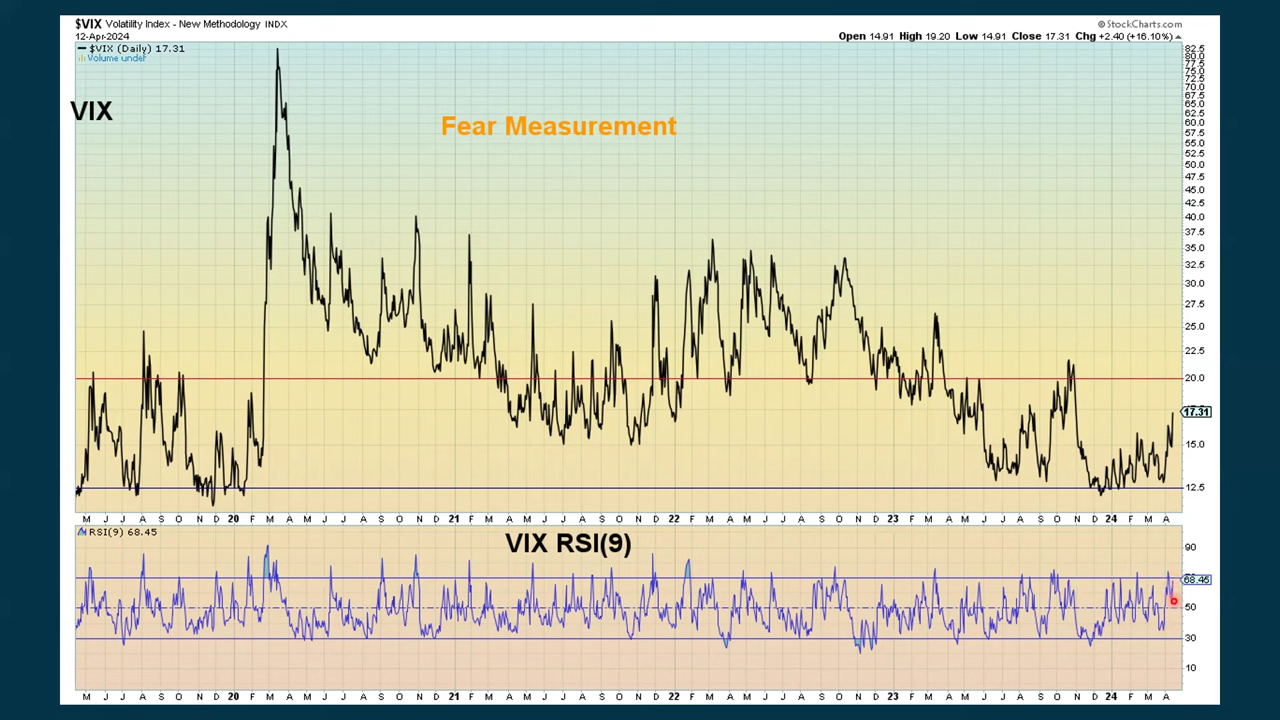 $VIX Volatility Index - New Methodology INDX
© StockCharts.com
12-Apr-2024
Open 14.91 High 19.20 Low 14.91 Close 17.31 Chg +2.40 (+16.10%)
$VIX (Daily) 17.31
Volume undef
VIX
Fear Measurement
82.5
80.0
77.5
75.0
72.5
70.0
67.5
65.0
62.5
60.0
57.5
55.0
52.5
50.0
47.5
45.0
42.5
40.0
37.5
35.0
32.5
30.0
27.5
25.0
22.5
20.0
17.31
15.0
12.5
M J J A S O N D 20 F M A M J J A S O N D 21 F M A M J J A S O N D 22 F M A M J J A S O N D 23 F M A M J J A S O N D 24 F M A
RSI(9) 68.45
VIX RSI(9)
90
68.45
50
30
10
M J J A S O N D 20 F M A M J J A S O N D 21 F M A M J J A S O N D 22 F M A M J J A S O N D 23 F M A M J J A S O N D 24 F M A